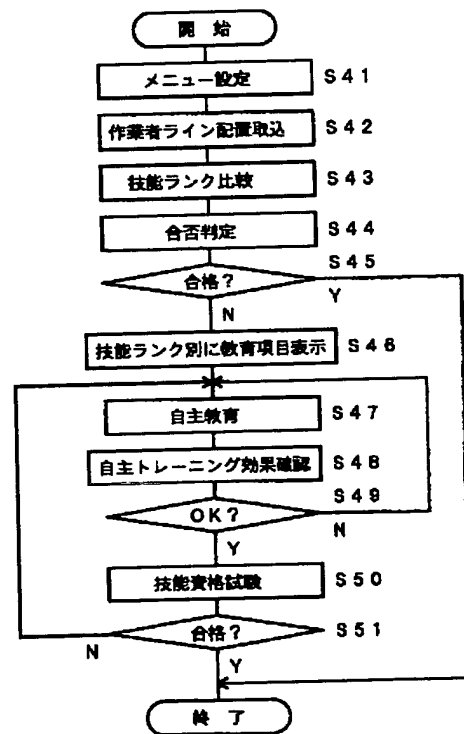 開 始
メニュー設定 S41
作業者ライン配置取込 S42
技能ランク比較 S43
合否判定 S44
合格? S45
Y
N
技能ランク別に教育項目表示 S46
自主教育 S47
自主トレーニング効果確認 S48
OK? S49
N
Y
技能資格試験 S50
合格? S51
N
Y
終 了